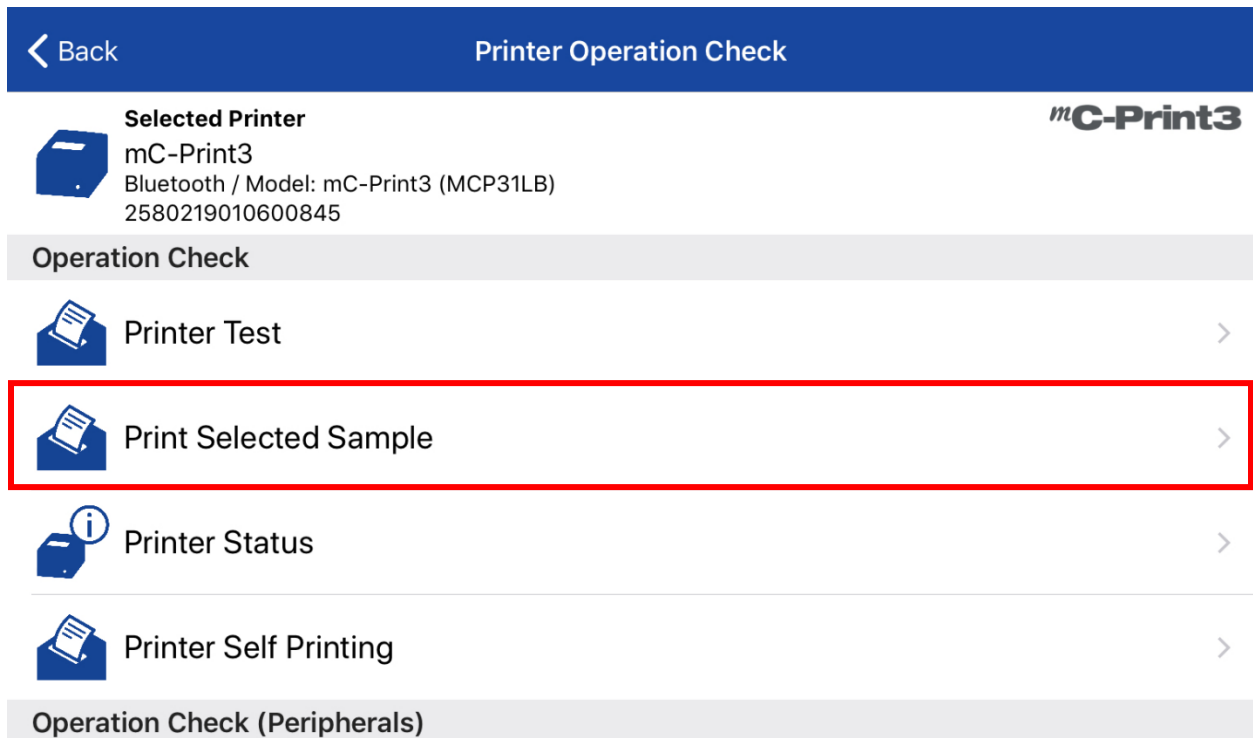 Back
Printer Operation Check
Selected Printer
mC-Print3
mC-Print3
Bluetooth / Model: mC-Print3 (MCP31LB)
2580219010600845
Operation Check
Printer Test
Print Selected Sample
i
Printer Status
Printer Self Printing
Operation Check (Peripherals)